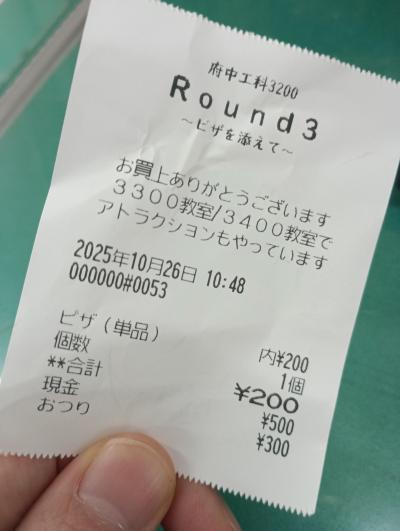 府中工科3200
Round3
～ピザを添えて～
お買上ありがとうございます
3300教室/3400教室で
アトラクションもやっています
2025年10月26日 10:48
000000#0053
ピザ(単品) 内¥200
個数 1個
**合計 ¥200
現金 ¥500
おつり ¥300